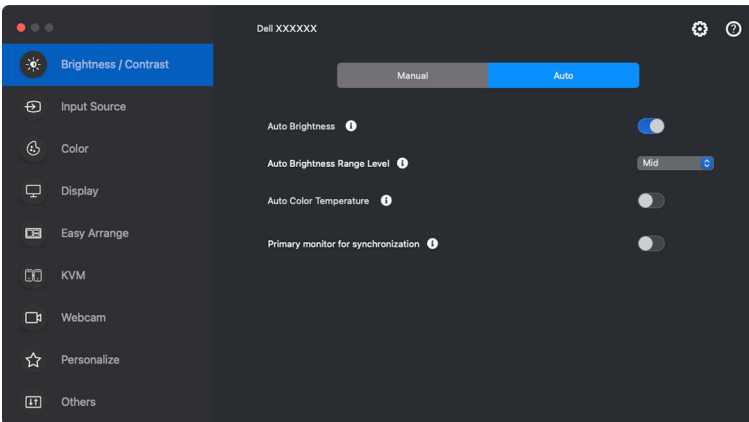 Dell XXXXXX
Brightness / Contrast
Input Source
Color
Display
Easy Arrange
KVM
Webcam
Personalize
Others
Manual
Auto
Auto Brightness
Auto Brightness Range Level
Mid
Auto Color Temperature
Primary monitor for synchronization